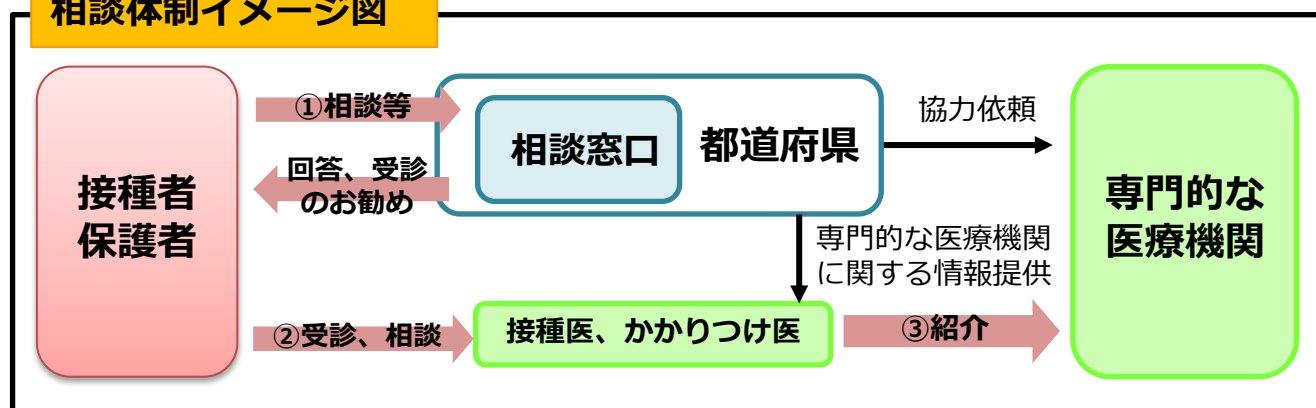 相談体制イメージ図
接種者
保護者
①相談等
回答、受診
のお勧め
相談窓口
都道府県
協力依頼
専門的な
医療機関
専門的な医療機関
に関する情報提供
②受診、相談
接種医、かかりつけ医
③紹介